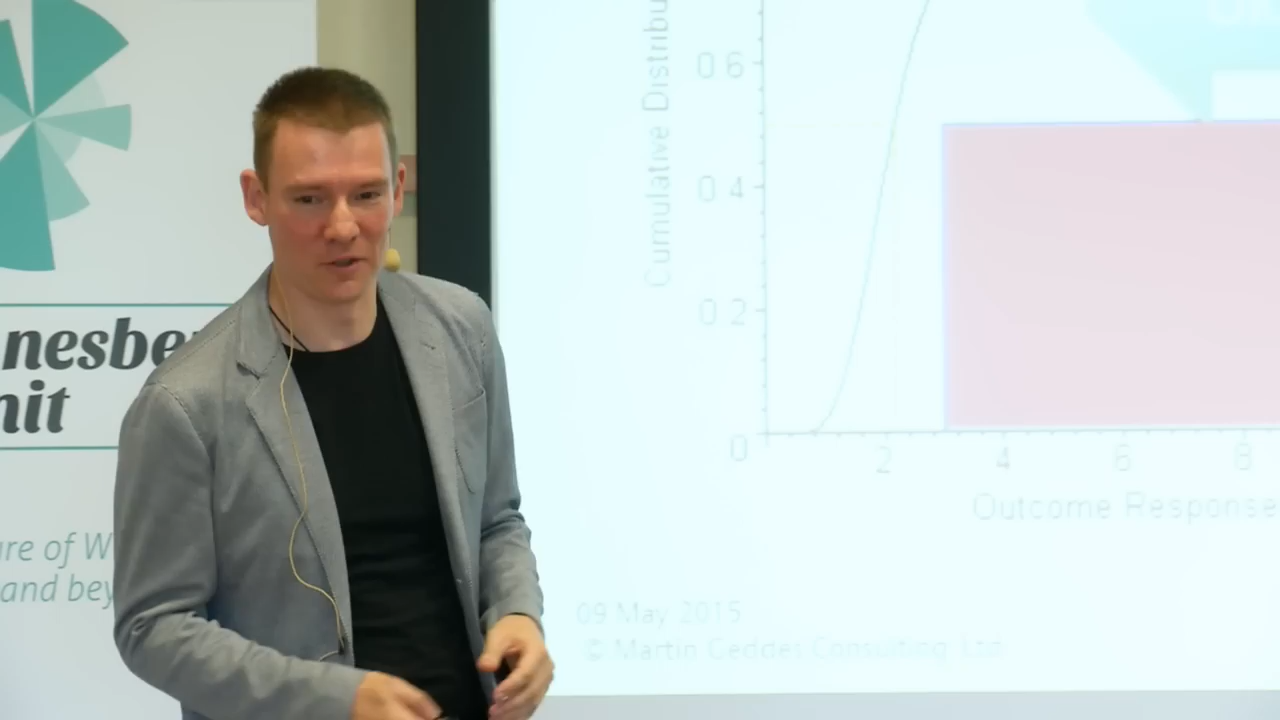 nesbe
nit
re of W
and bey
Cumulative Distribu
0 6
0 4
0 2
0
2 4 6 8
Outcome Response
09 May 2015
© Martin Geddes Consulting Ltd